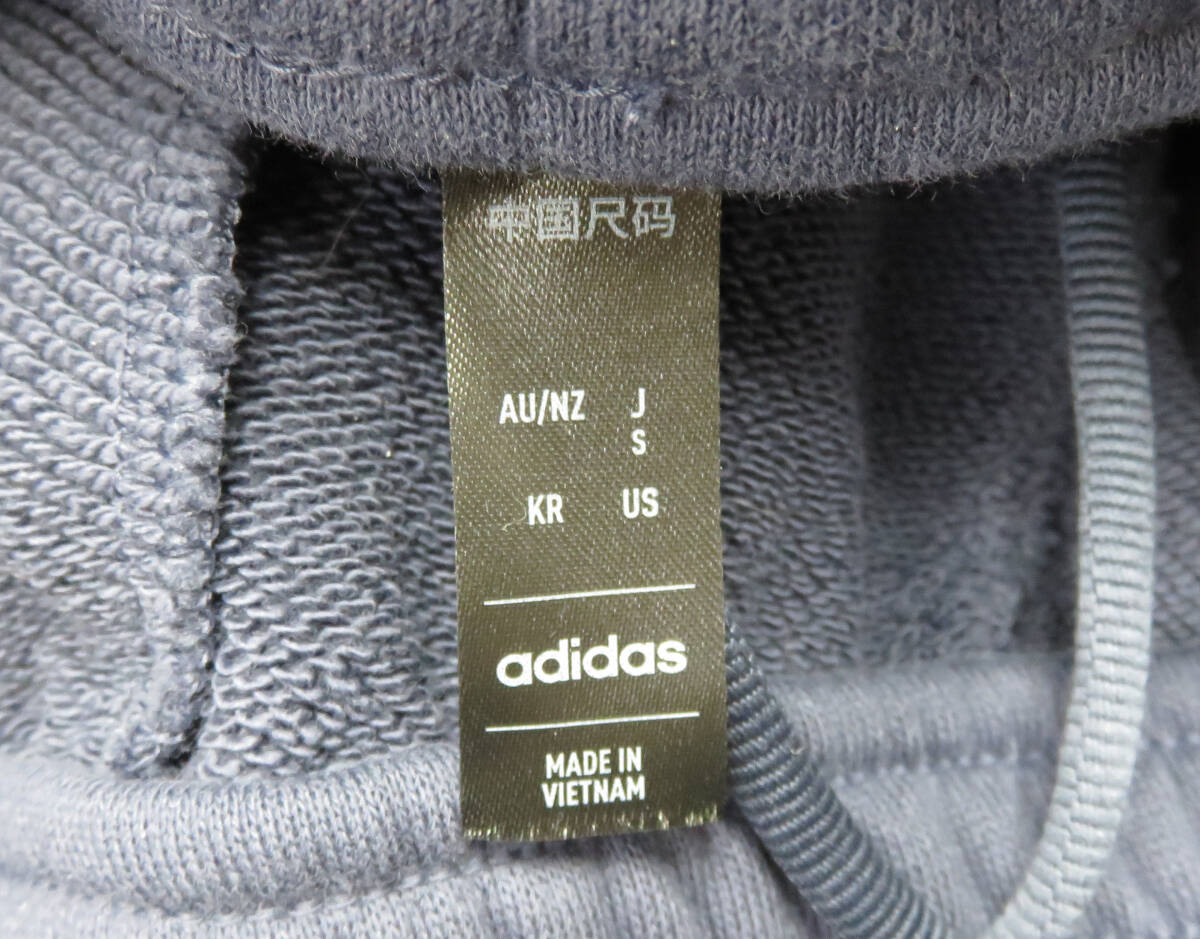 中国尺码
AU/NZ J
S
KR US
adidas
MADE IN
VIETNAM